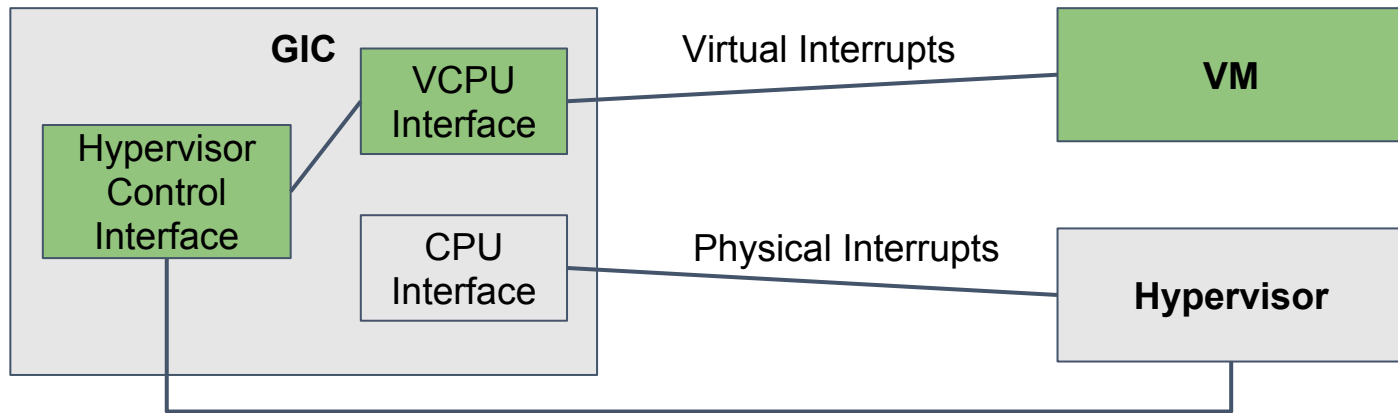 GIC
VCPU
Interface
Virtual Interrupts
VM
Hypervisor
Control
Interface
CPU
Interface
Physical Interrupts
Hypervisor